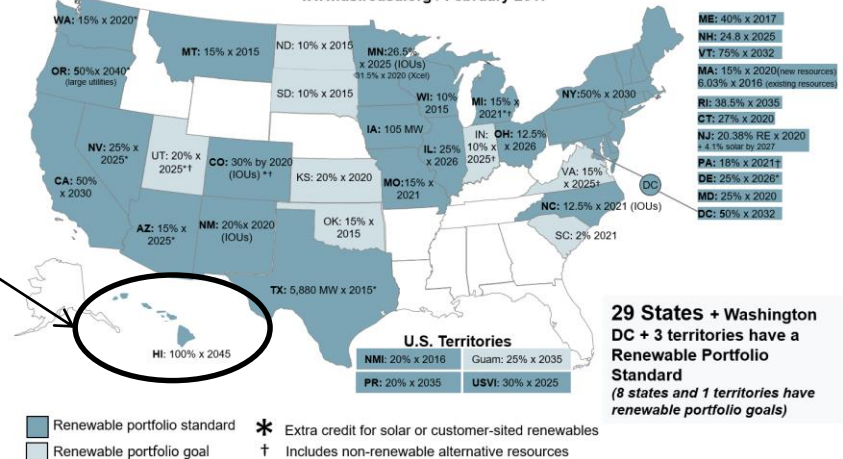 WA: 15% x 2020*
OR: 50%x 2040*
(large utilities)
MT: 15% x 2015
ND: 10% x 2015
SD: 10% x 2015
MN:26.5%
x 2025 (IOUs)
31.5% x 2020 (Xcel)
WI: 10%
2015
MI: 15% x
2021*†
NY:50% x 2030
IA: 105 MW
IN:
10% x
2025†
OH: 12.5%
x 2026
IL: 25%
x 2026
NV: 25% x
2025*
UT: 20% x
2025*†
CO: 30% by 2020
(IOUs) *†
KS: 20% x 2020
MO:15% x
2021
VA: 15%
x 2025†
DC
CA: 50%
x 2030
AZ: 15% x
2025*
NM: 20%x 2020
(IOUs)
OK: 15% x
2015
NC: 12.5% x 2021 (IOUs)
SC: 2% 2021
TX: 5,880 MW x 2015*
HI: 100% x 2045
ME: 40% x 2017
NH: 24.8 x 2025
VT: 75% x 2032
MA: 15% x 2020(new resources)
6.03% x 2016 (existing resources)
RI: 38.5% x 2035
CT: 27% x 2020
NJ: 20.38% RE x 2020
+ 4.1% solar by 2027
PA: 18% x 2021†
DE: 25% x 2026*
MD: 25% x 2020
DC: 50% x 2032
U.S. Territories
NMI: 20% x 2016
Guam: 25% x 2035
PR: 20% x 2035
USVI: 30% x 2025
29 States + Washington
DC + 3 territories have a
Renewable Portfolio
Standard
(8 states and 1 territories have
renewable portfolio goals)
Renewable portfolio standard
* Extra credit for solar or customer-sited renewables
Renewable portfolio goal
† Includes non-renewable alternative resources